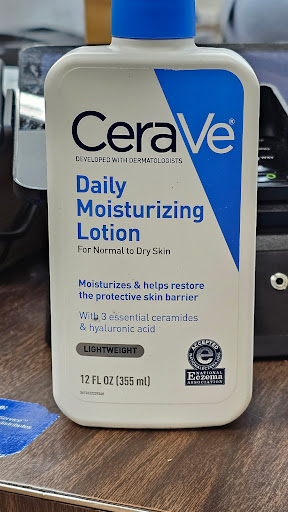 CeraVe®
DEVELOPED WITH DERMATOLOGISTS
Daily
Moisturizing
Lotion
For Normal to Dry Skin
Moisturizes & helps restore
the protective skin barrier
With 3 essential ceramides
& hyaluronic acid
LIGHTWEIGHT
12 FL OZ (355 ml)
ACCEPTED
NATIONAL
Eczema
ASSOCIATION